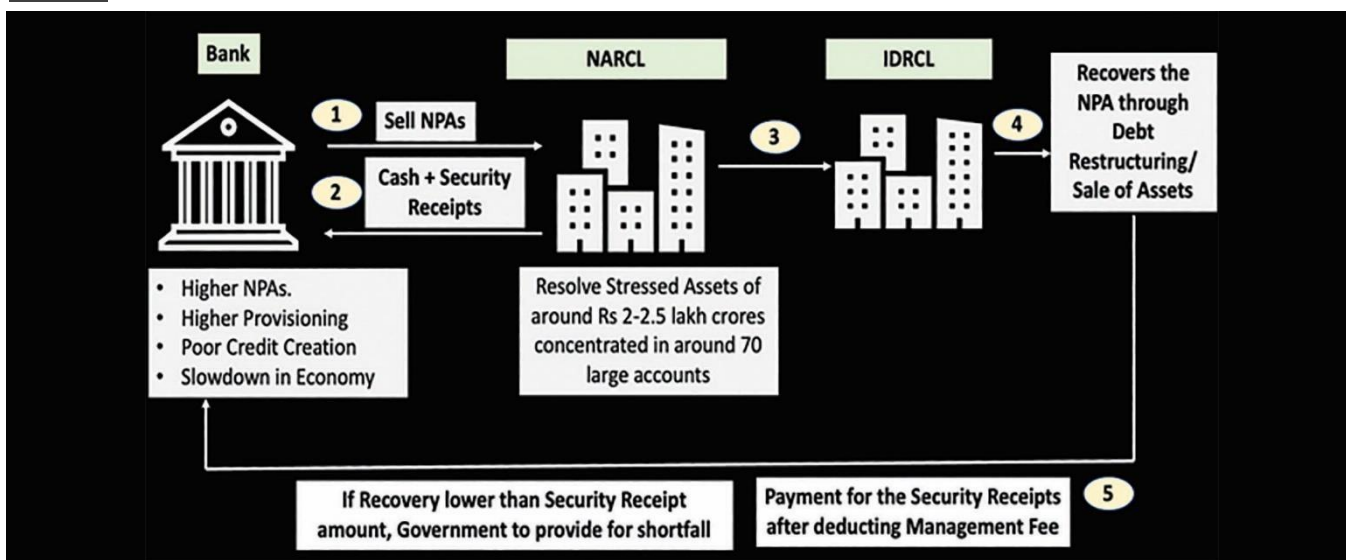 Bank
NARCL
IDRCL
1
Sell NPAs
2
Cash + Security
Receipts
3
4
Recovers the
NPA through
Debt
Restructuring/
Sale of Assets
• Higher NPAs.
• Higher Provisioning
• Poor Credit Creation
• Slowdown in Economy
Resolve Stressed Assets of
around Rs 2-2.5 lakh crores
concentrated in around 70
large accounts
If Recovery lower than Security Receipt
amount, Government to provide for shortfall
Payment for the Security Receipts
after deducting Management Fee
5